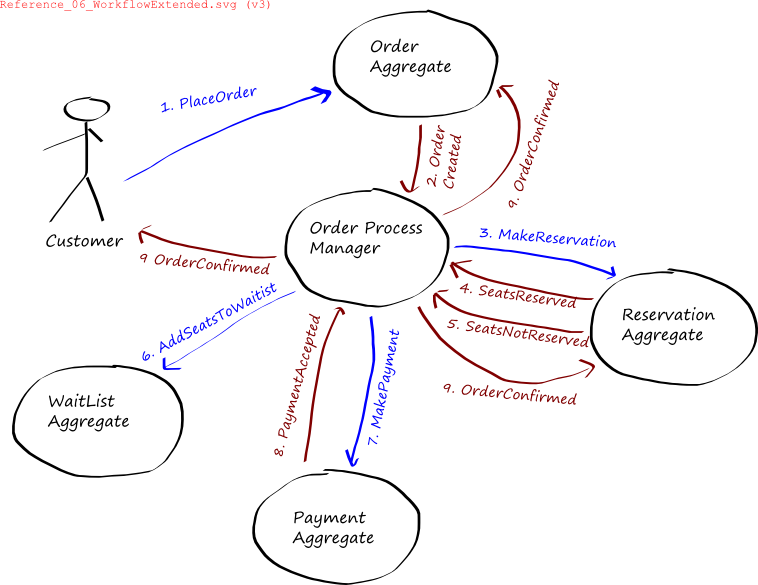 Reference_06_WorkflowExtended.svg (v3)
Order
Aggregate
1. PlaceOrder
2. Order
Created
9. OrderConfirmed
Customer
Order Process
Manager
9 OrderConfirmed
3. MakeReservation
4. SeatsReserved
5. SeatsNotReserved
Reservation
Aggregate
6. AddSeatsToWaitist
9. OrderConfirmed
8. PaymentAccepted
7. MakePayment
WaitList
Aggregate
Payment
Aggregate